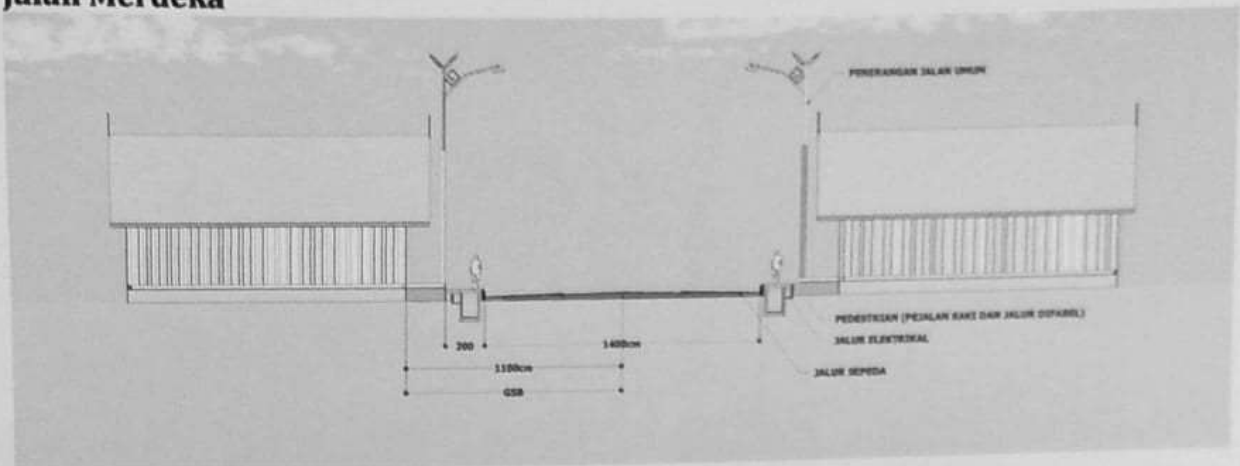 Jalan Merdeka
PENERANGAN JALAN UMUM
PEDESTRIAN (PEJALAN KAKI DAN JALUR DIFABEL)
JALUR ELEKTRIKAL
200
1400cm
1100cm
JALUR SEPEDA
GSB